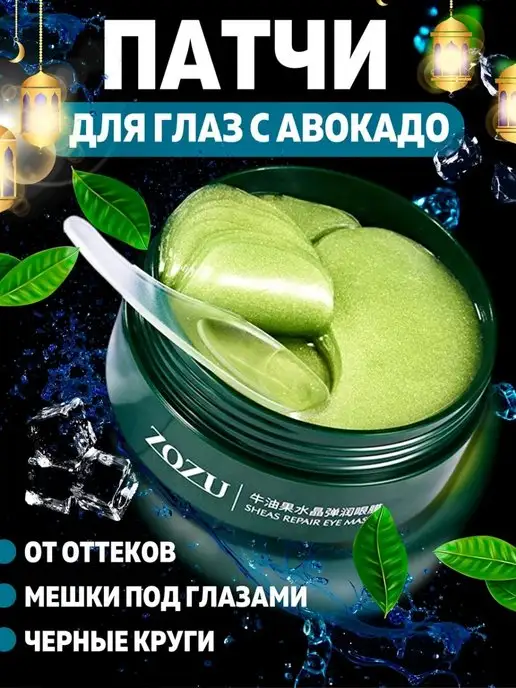 ПАТЧИ
ДЛЯ ГЛАЗ С АВОКАДО
ZOZU
牛油果水晶弹润眼膜
SHEAS REPAIR EYE MASK
ОТ ОТТЕКОВ
МЕШКИ ПОД ГЛАЗАМИ
ЧЕРНЫЕ КРУГИ